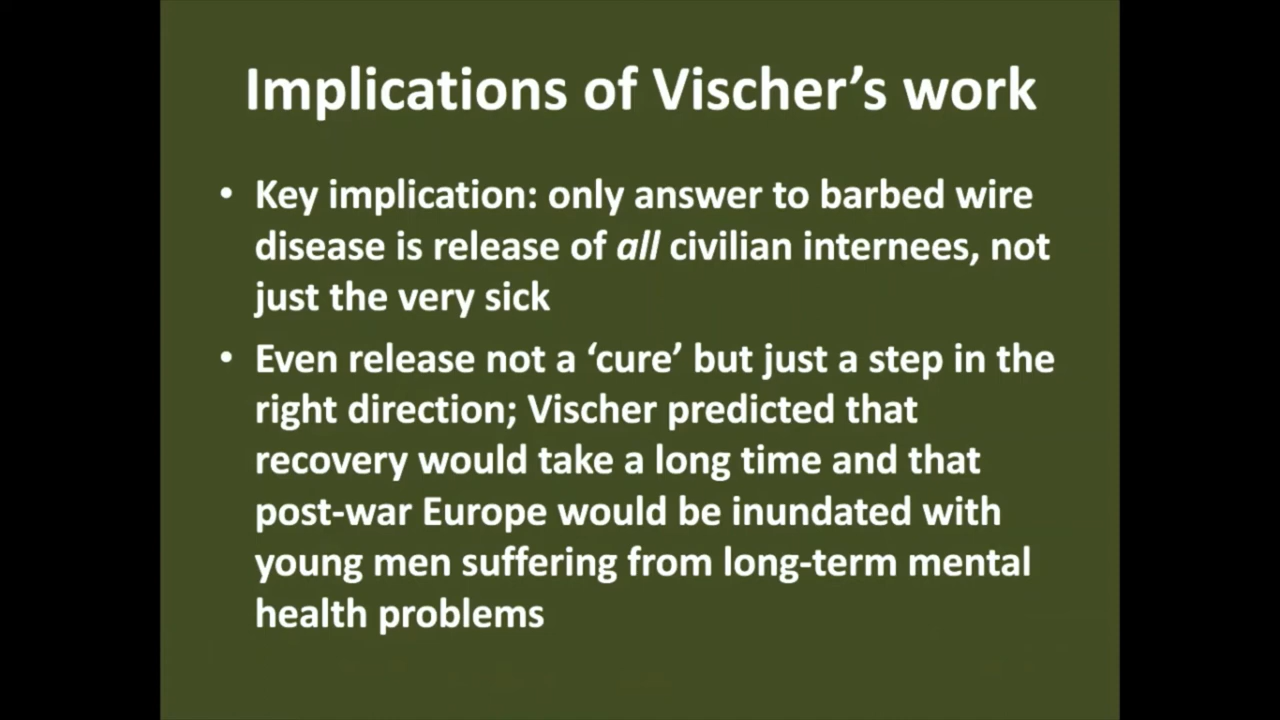 Implications of Vischer’s work
• Key implication: only answer to barbed wire
disease is release of all civilian internees, not
just the very sick
• Even release not a ‘cure’ but just a step in the
right direction; Vischer predicted that
recovery would take a long time and that
post-war Europe would be inundated with
young men suffering from long-term mental
health problems